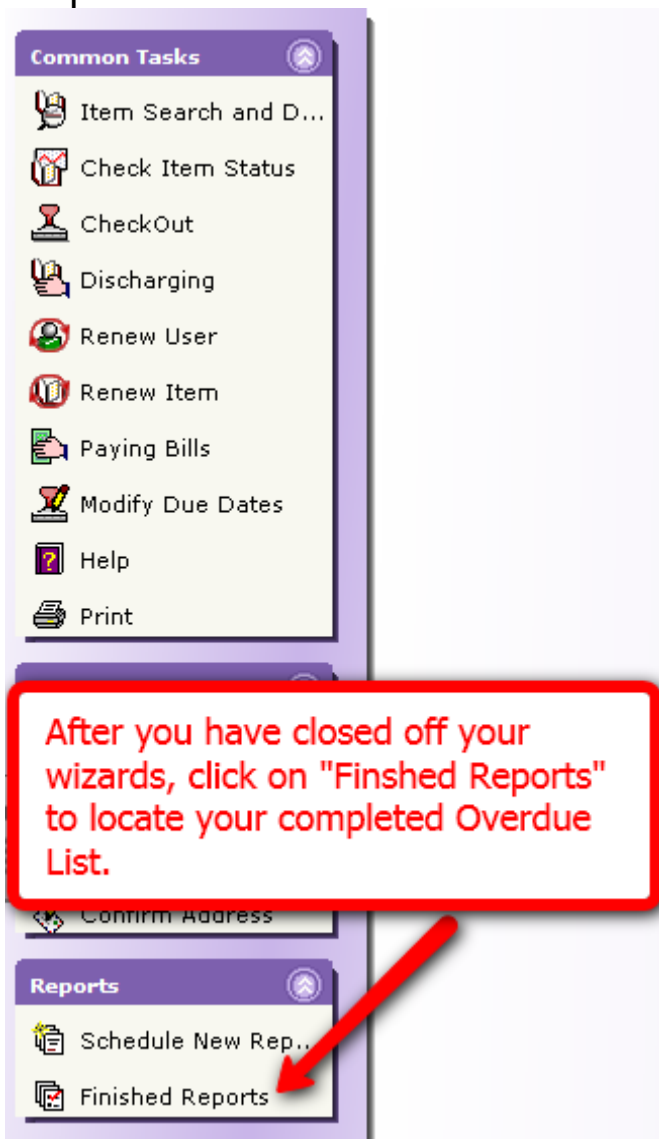 Common Tasks
Item Search and D...
Check Item Status
CheckOut
Discharging
Renew User
Renew Item
Paying Bills
Modify Due Dates
Help
Print
After you have closed off your
wizards, click on "Finshed Reports"
to locate your completed Overdue
List.
Confirm Address
Reports
Schedule New Rep...
Finished Reports